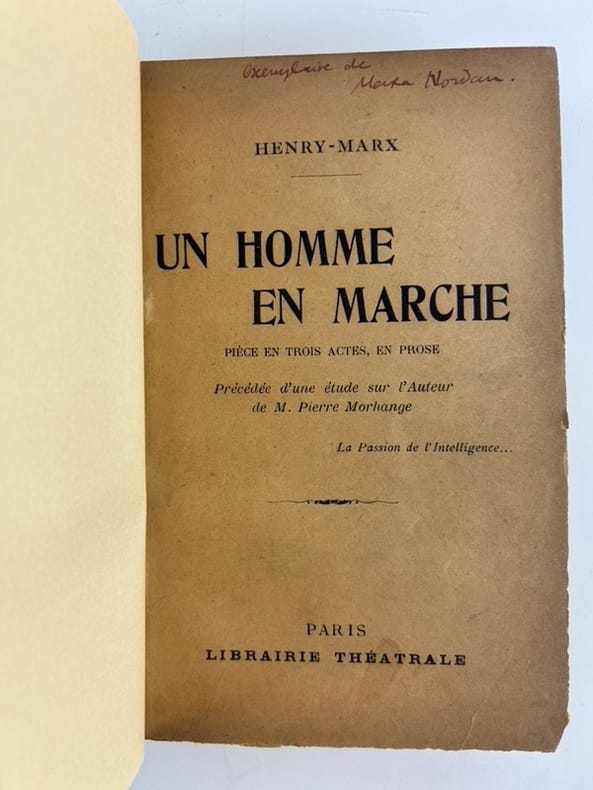 Exemplaire de
Maxa Nordau.
HENRY-MARX
UN HOMME
EN MARCHE
PIÈCE EN TROIS ACTES, EN PROSE
Précédée d'une étude sur l'Auteur
de M. Pierre Morhange
La Passion de l'Intelligence...
PARIS
LIBRAIRIE THÉATRALE